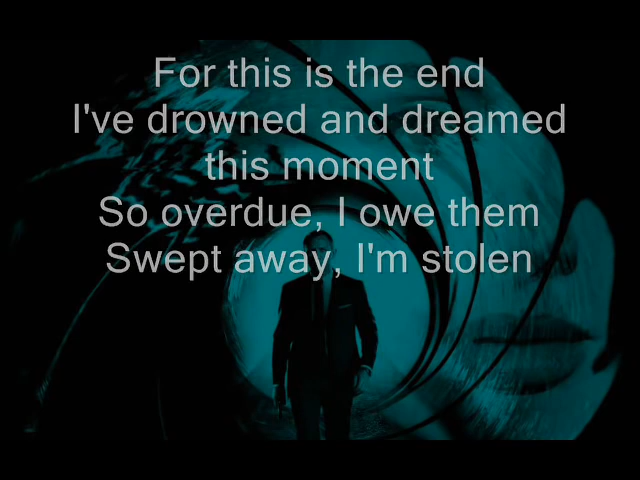 For this is the end
I've drowned and dreamed
this moment
So overdue, I owe them
Swept away, I'm stolen